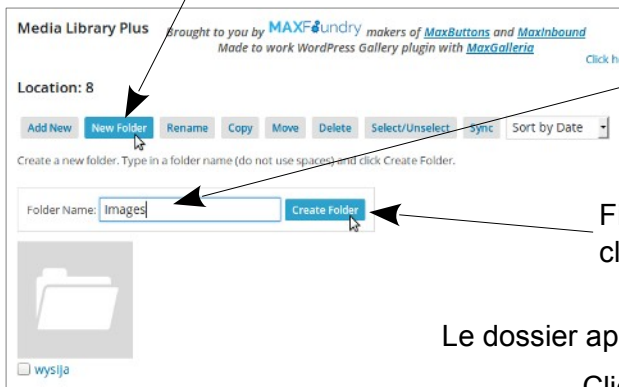 Media Library Plus Brought to you by MAXFoundry makers of MaxButtons and MaxInbound
Made to work WordPress Gallery plugin with MaxGalleria
Click
Location: 8
Add New New Folder Rename Copy Move Delete Select/Unselect Sync Sort by Date
Create a new folder. Type in a folder name (do not use spaces) and click Create Folder.
Folder Name: Images Create Folder
Le dossier
wysija